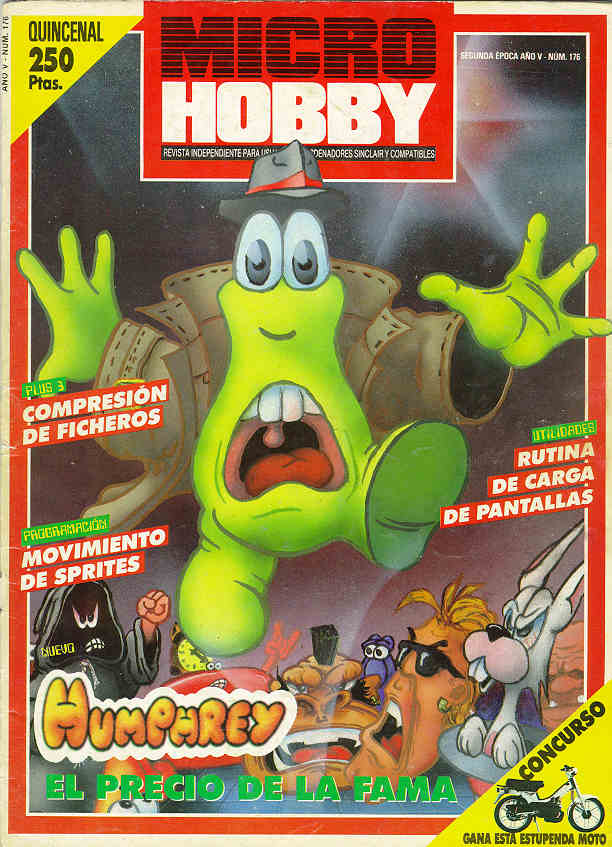 AÑO V - NUM. 176
QUINCENAL
250
Ptas.
MICRO
HOBBY
SEGUNDA ÉPOCA AÑO V - NÚM. 176
REVISTA INDEPENDIENTE PARA ORDENADORES SINCLAIR Y COMPATIBLES
PLUS 3
COMPRESIÓN
DE FICHEROS
UTILIDADES
RUTINA
DE CARGA
DE PANTALLAS
PROGRAMACIÓN
MOVIMIENTO
DE SPRITES
NUEVO
HUMPHREY
EL PRECIO DE LA FAMA
CONCURSO
GANA ESTA ESTUPENDA MOTO